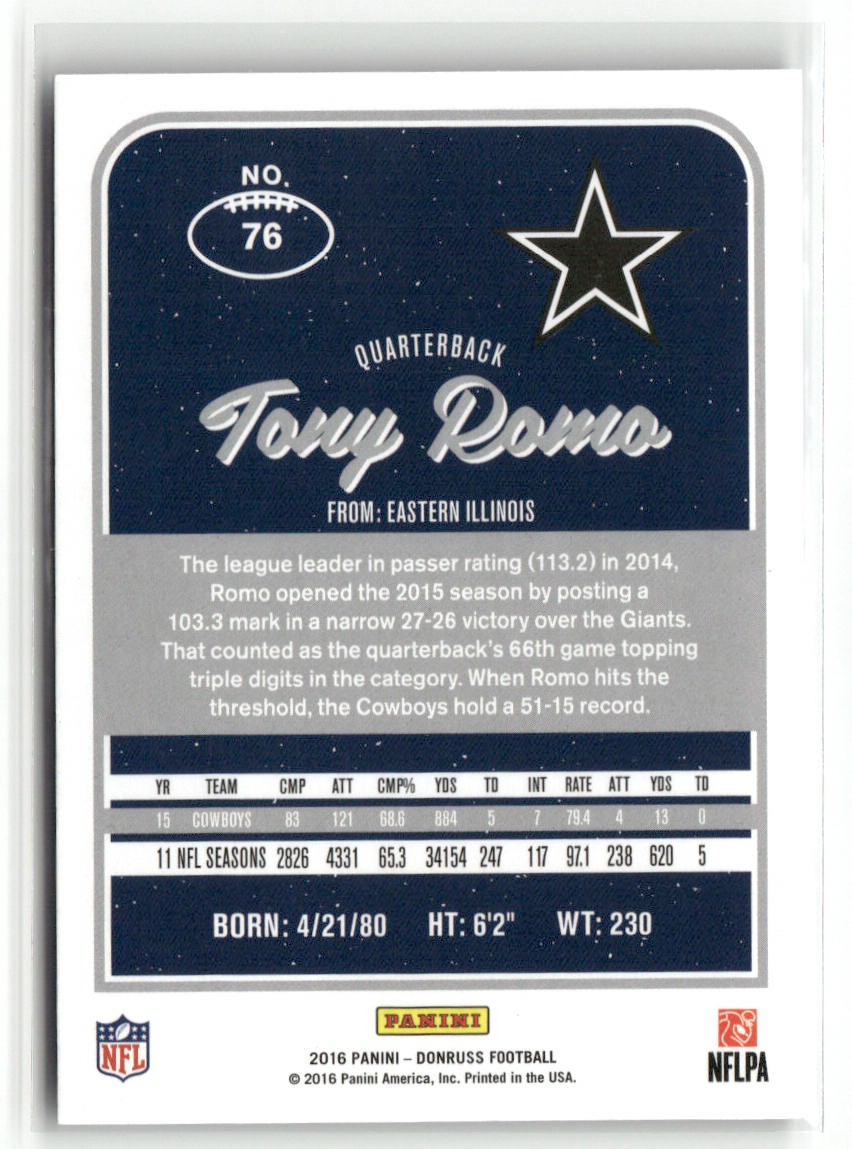 NO.
76
QUARTERBACK
Tony Romo
FROM: EASTERN ILLINOIS
The league leader in passer rating (113.2) in 2014,
Romo opened the 2015 season by posting a
103.3 mark in a narrow 27-26 victory over the Giants.
That counted as the quarterback's 66th game topping
triple digits in the category. When Romo hits the
threshold, the Cowboys hold a 51-15 record.
YR TEAM CMP ATT CMP% YDS TD INT RATE ATT YDS TD
15 COWBOYS 83 121 68.6 884 5 7 79.4 4 13 0
11 NFL SEASONS 2826 4331 65.3 34154 247 117 97.1 238 620 5
BORN: 4/21/80 HT: 6'2" WT: 230
NFL
PANINI
2016 PANINI – DONRUSS FOOTBALL
© 2016 Panini America, Inc. Printed in the USA.
NFLPA